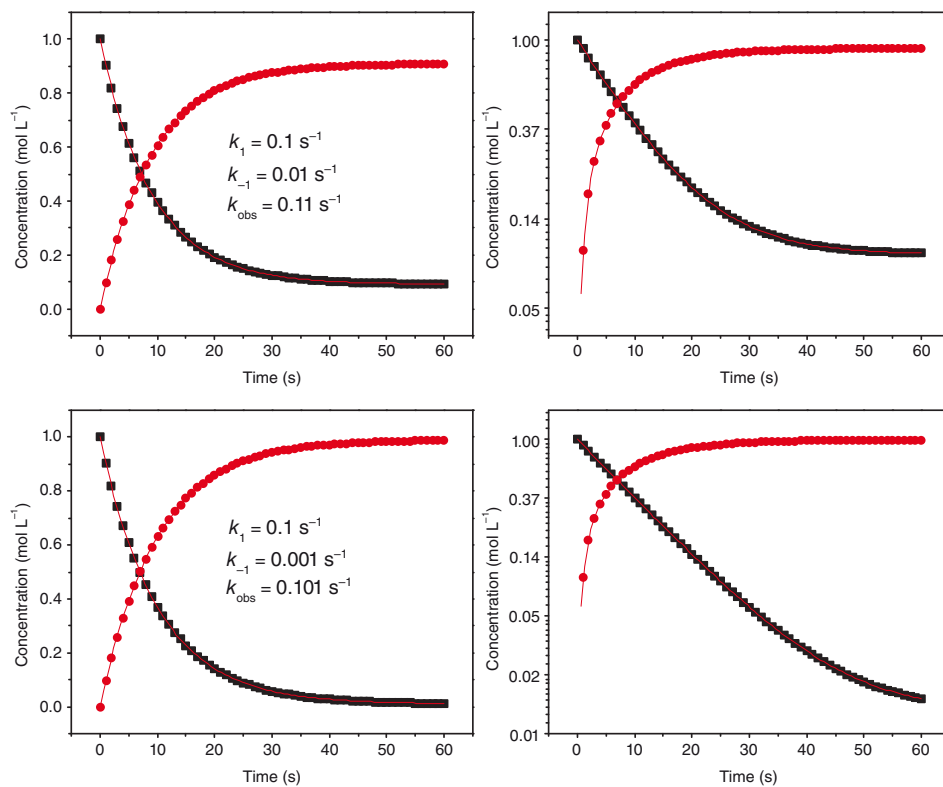 Concentration (mol L⁻¹)
1.0
0.8
0.6
0.4
0.2
0.0
k₁ = 0.1 s⁻¹
k₋₁ = 0.01 s⁻¹
k_obs = 0.11 s⁻¹
0 10 20 30 40 50 60
Time (s)
Concentration (mol L⁻¹)
1.00
0.37
0.14
0.05
0 10 20 30 40 50 60
Time (s)
Concentration (mol L⁻¹)
1.0
0.8
0.6
0.4
0.2
0.0
k₁ = 0.1 s⁻¹
k₋₁ = 0.001 s⁻¹
k_obs = 0.101 s⁻¹
0 10 20 30 40 50 60
Time (s)
Concentration (mol L⁻¹)
1.00
0.37
0.14
0.05
0.02
0.01
0 10 20 30 40 50 60
Time (s)